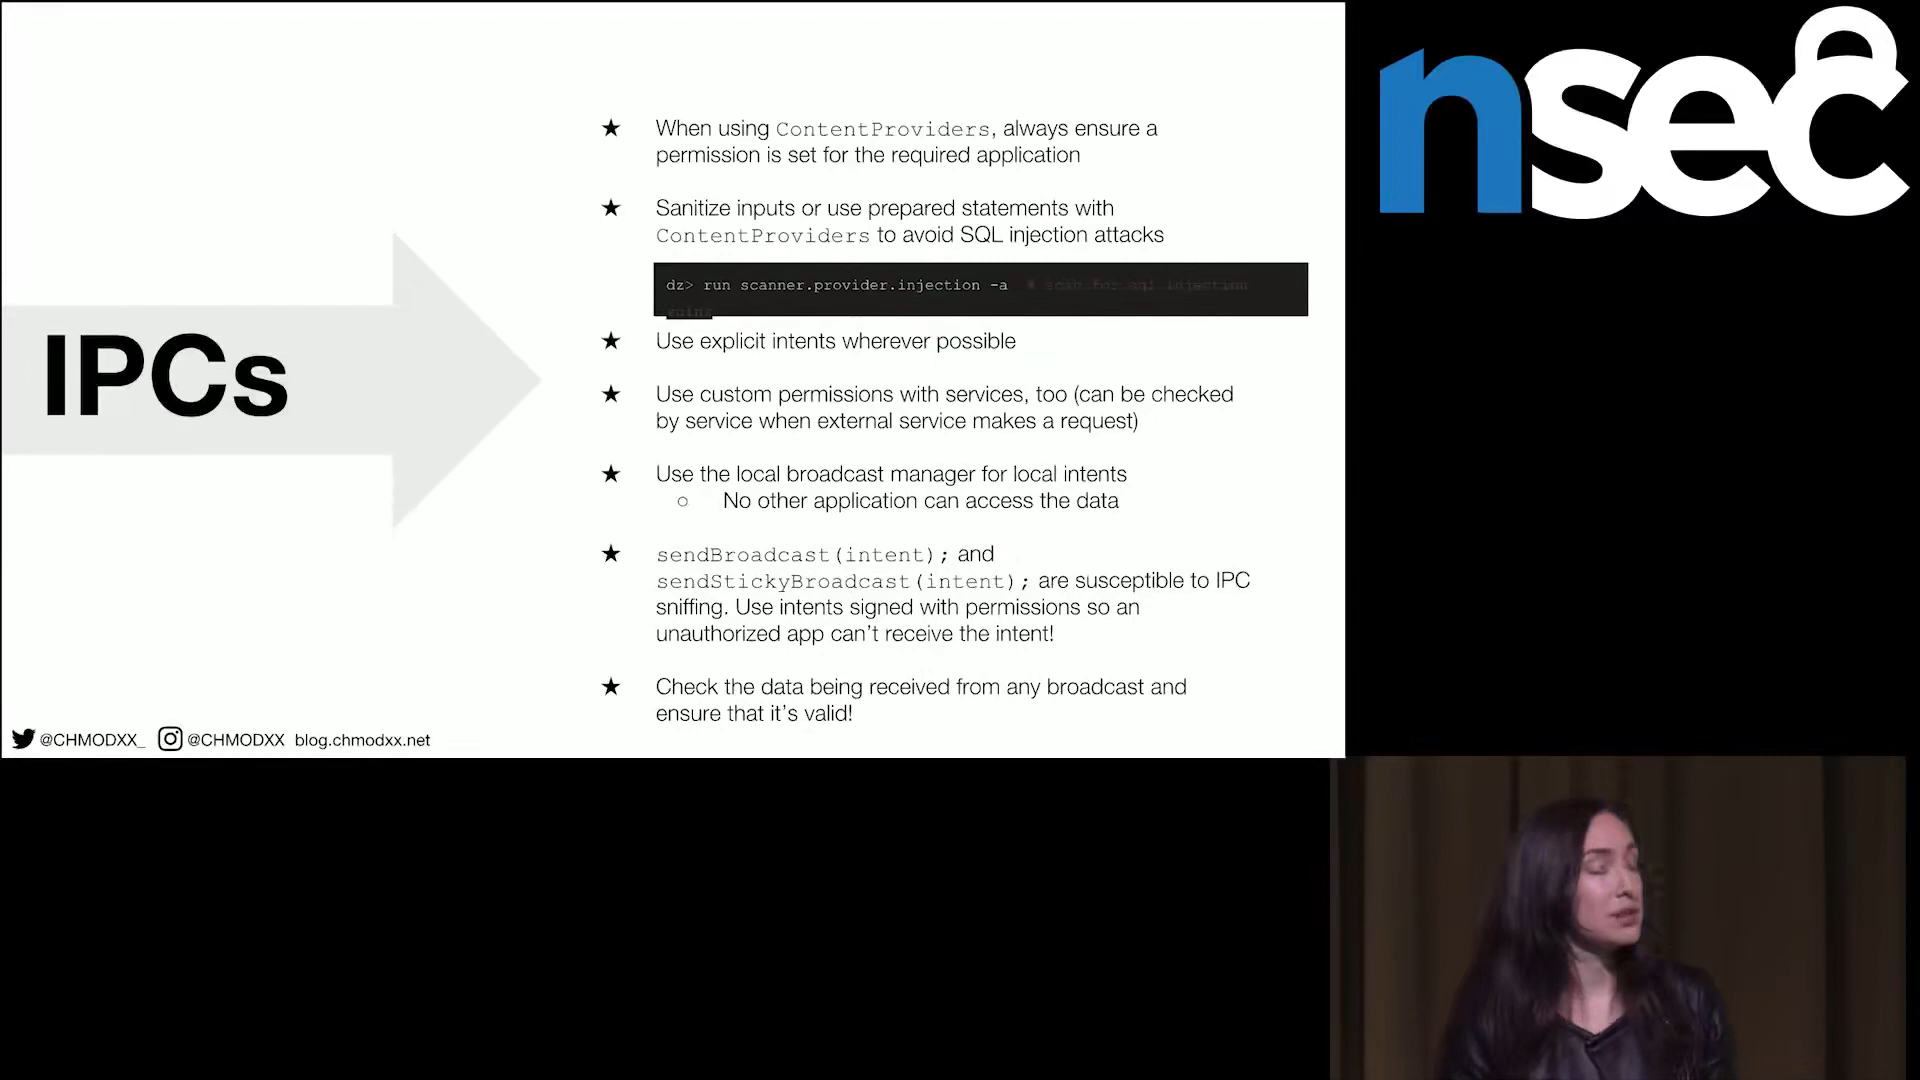 nsec
★ When using ContentProviders, always ensure a
permission is set for the required application
★ Sanitize inputs or use prepared statements with
ContentProviders to avoid SQL injection attacks
dz> run scanner.provider.injection -a # scan for sql injection
★ Use explicit intents wherever possible
★ Use custom permissions with services, too (can be checked
by service when external service makes a request)
★ Use the local broadcast manager for local intents
○ No other application can access the data
★ sendBroadcast(intent); and
sendStickyBroadcast(intent); are susceptible to IPC
sniffing. Use intents signed with permissions so an
unauthorized app can't receive the intent!
★ Check the data being received from any broadcast and
ensure that it's valid!
IPCs
@CHMODXX_ @CHMODXX blog.chmodxx.net